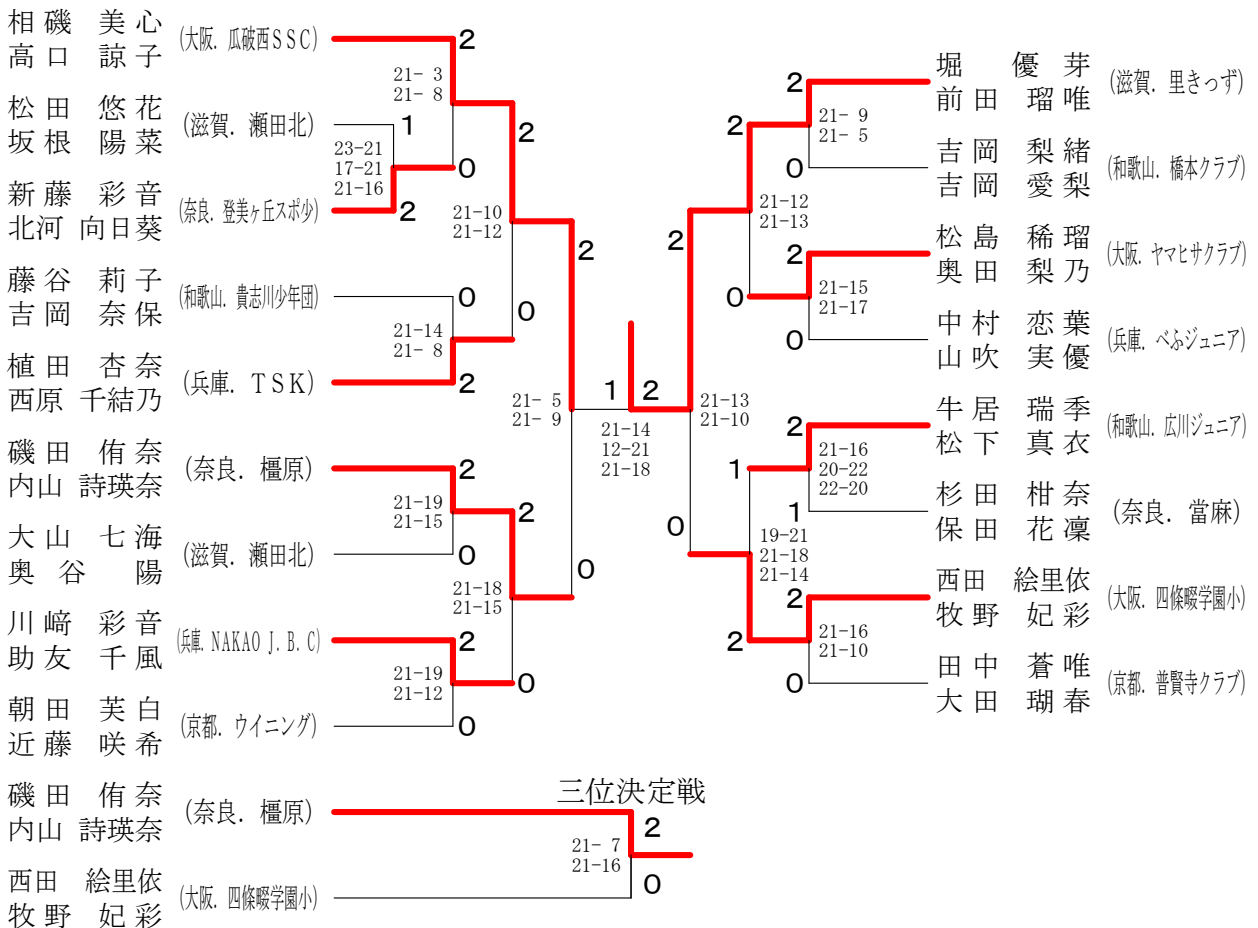 相磯 美心
高口 諒子
(大阪. 瓜破西SSC)
2
21- 3
21- 8
松田 悠花
坂根 陽菜
(滋賀. 瀬田北)
1
23-21
17-21
21-16
0
2
新藤 彩音
北河 向日葵
(奈良. 登美ヶ丘スポ少)
2
21-10
21-12
2
藤谷 莉子
吉岡 奈保
(和歌山. 貴志川少年団)
0
0
21-14
21- 8
植田 杏奈
西原 千結乃
(兵庫. TSK)
2
21- 5
21- 9
磯田 侑奈
内山 詩瑛奈
(奈良. 橿原)
2
21-19
21-15
2
大山 七海
奥谷 陽
(滋賀. 瀬田北)
0
0
21-18
21-15
川﨑 彩音
助友 千風
(兵庫. NAKAO J. B. C)
2
21-19
21-12
0
朝田 芙白
近藤 咲希
(京都. ウイニング)
0
1
2
21-14
12-21
21-18
堀 優芽
前田 瑠唯
(滋賀. 里きっず)
2
21- 9
21- 5
2
吉岡 梨緒
吉岡 愛梨
(和歌山. 橋本クラブ)
0
21-12
21-13
2
松島 稀瑠
奥田 梨乃
(大阪. ヤマヒサクラブ)
2
0
21-15
21-17
中村 恋葉
山吹 実優
(兵庫. べふジュニア)
0
21-13
21-10
牛居 瑞季
松下 真衣
(和歌山. 広川ジュニア)
2
21-16
20-22
22-20
1
杉田 柑奈
保田 花凜
(奈良. 當麻)
1
0
19-21
21-18
21-14
西田 絵里依
牧野 妃彩
(大阪. 四條畷学園小)
2
21-16
21-10
2
田中 蒼唯
大田 瑚春
(京都. 普賢寺クラブ)
0
三位決定戦
磯田 侑奈
内山 詩瑛奈
(奈良. 橿原)
2
21- 7
21-16
0
西田 絵里依
牧野 妃彩
(大阪. 四條畷学園小)